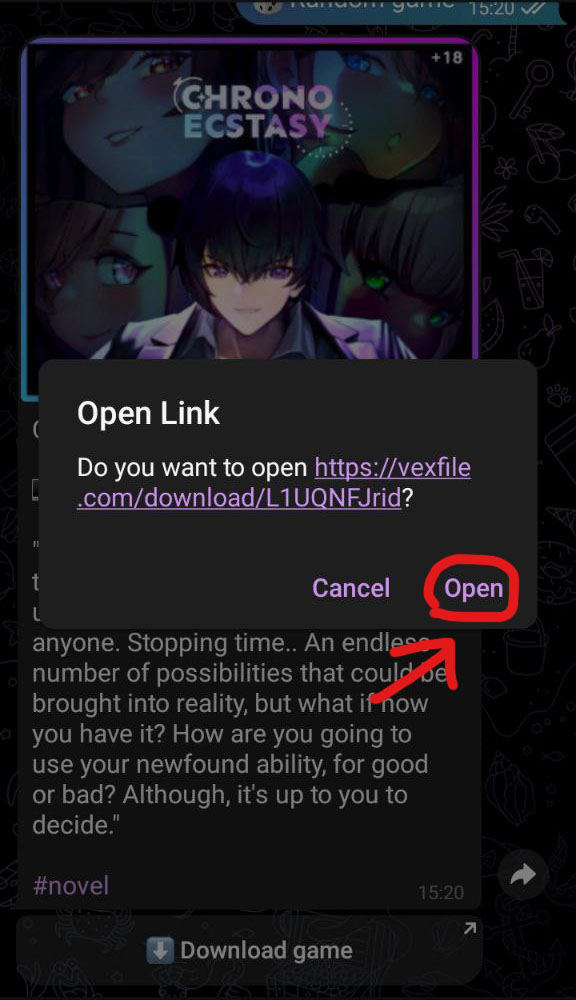 Random game
15:20
+18
CHRONO
ECSTASY
Open Link
Do you want to open https://vexfile
.com/download/L1UQNFJrid?
Cancel
Open
anyone. Stopping time.. An endless
number of possibilities that could be
brought into reality, but what if now
you have it? How are you going to
use your newfound ability, for good
or bad? Although, it's up to you to
decide."
#novel
15:20
Download game